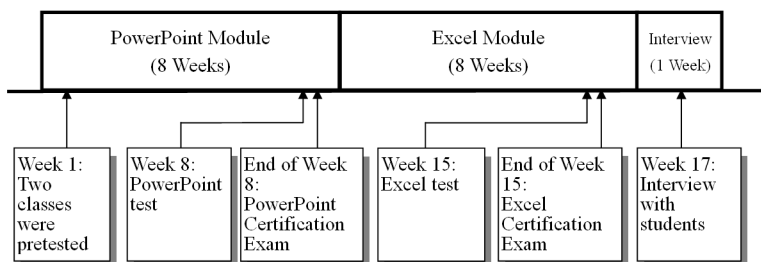 PowerPoint Module
(8 Weeks)
Excel Module
(8 Weeks)
Interview
(1 Week)
Week 1:
Two
classes
were
pretested
Week 8:
PowerPoint
test
End of Week
8:
PowerPoint
Certification
Exam
Week 15:
Excel test
End of Week
15:
Excel
Certification
Exam
Week 17:
Interview
with
students